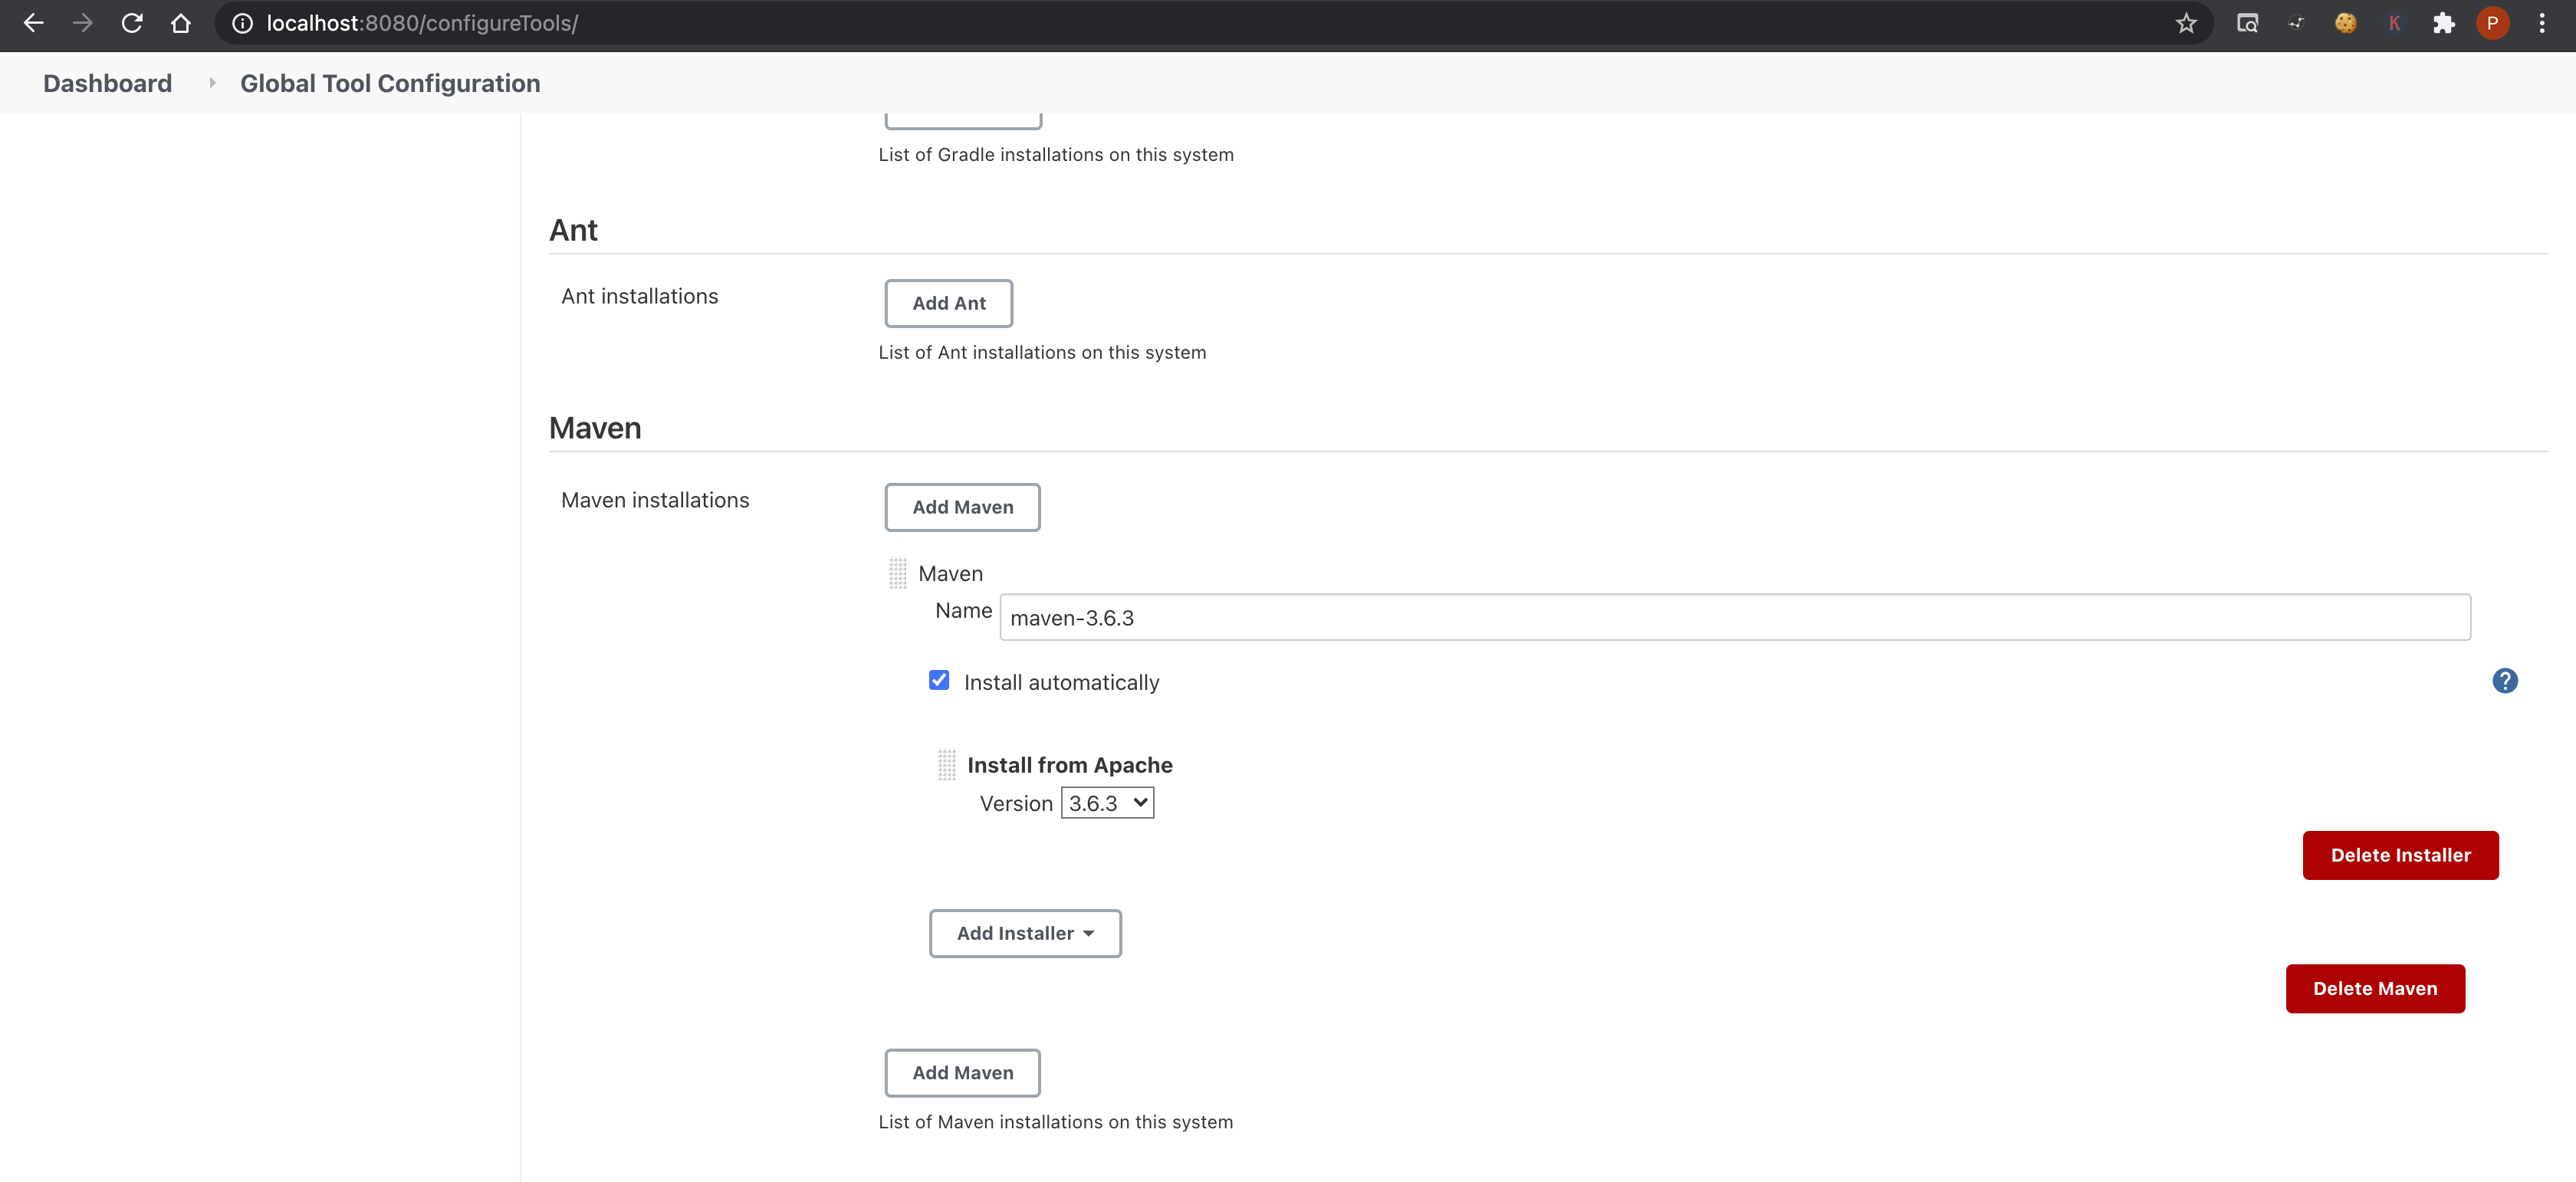 localhost:8080/configureTools/
P
K
Dashboard
Global Tool Configuration
List of Gradle installations on this system
Ant
Ant installations
Add Ant
List of Ant installations on this system
Maven
Maven installations
Add Maven
Maven
Name maven-3.6.3
Install automatically
?
Install from Apache
Version 3.6.3
Delete Installer
Add Installer
Delete Maven
Add Maven
List of Maven installations on this system